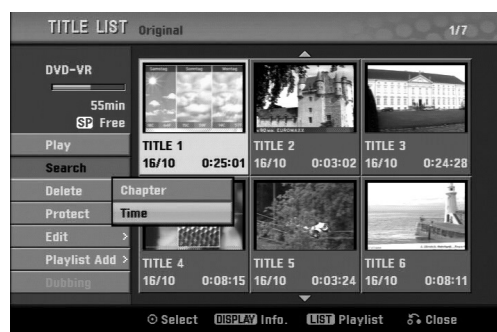 TITLE LIST Original 1/7
DVD-VR
55min
SP Free
Play
Search
Delete
Protect
Edit >
Playlist Add >
Dubbing
Chapter
Time
Samstag Sonntag Montag
TITLE 1
16/10 0:25:01
TITLE 2
16/10 0:03:02
TITLE 3
16/10 0:24:28
TITLE 4
16/10 0:08:15
TITLE 5
16/10 0:03:24
TITLE 6
16/10 0:08:11
Select DISPLAY Info. LIST Playlist Close